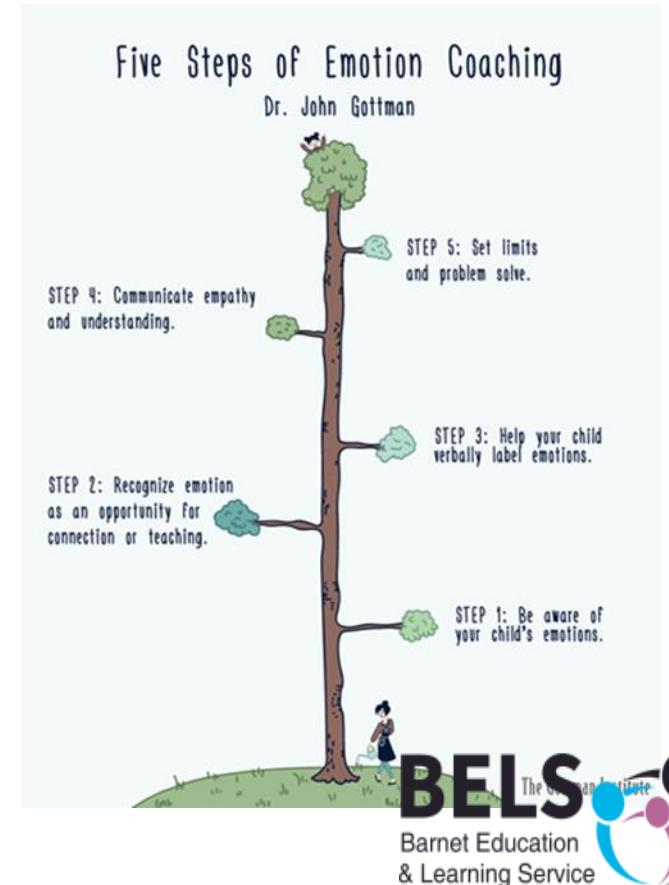 Five Steps of Emotion Coaching
Dr. John Gottman
STEP 5: Set limits
and problem solve.
STEP 4: Communicate empathy
and understanding.
STEP 3: Help your child
verbally label emotions.
STEP 2: Recognize emotion
as an opportunity for
connection or teaching.
STEP 1: Be aware of
your child's emotions.
The
BELS
Barnet Education
& Learning Service